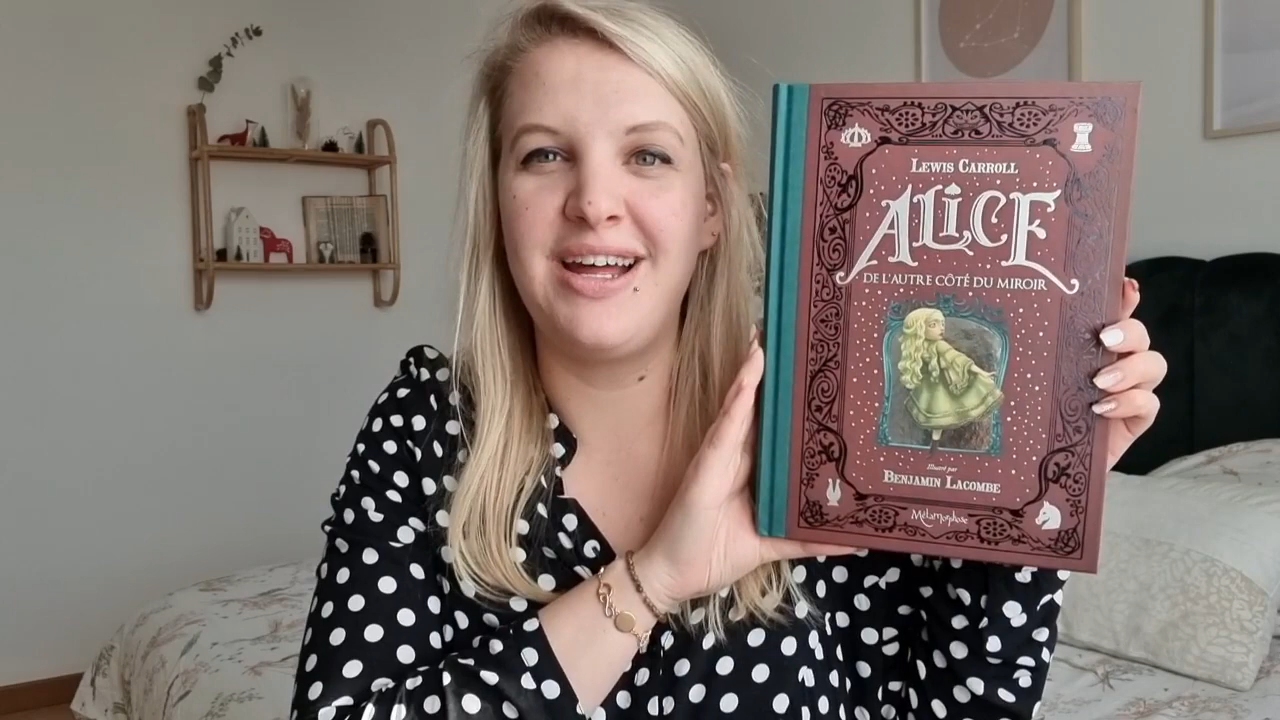 LEWIS CARROLL
ALICE
DE L'AUTRE CÔTÉ DU MIROIR
Illustré par
BENJAMIN LACOMBE
Métamorphose